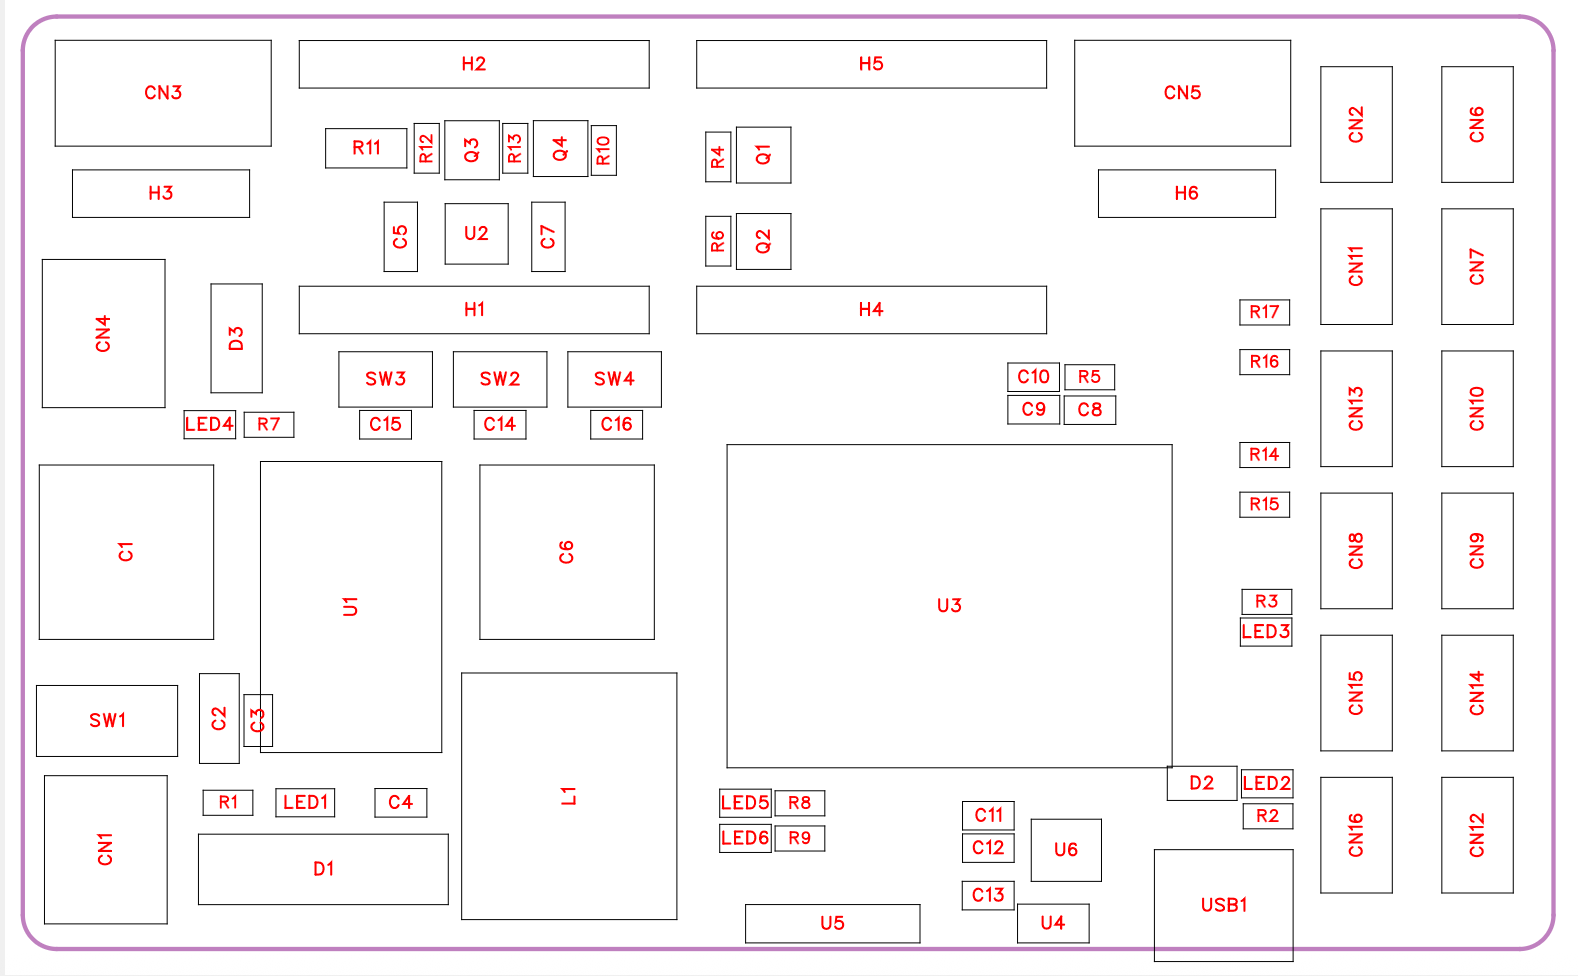 H2
H5
CN3
CN5
CN2
CN6
R11
R12
Q3
R13
Q4
R10
R4
Q1
H3
H6
C5
U2
C7
R6
Q2
CN11
CN7
H1
H4
R17
CN4
D3
R16
SW3
SW2
SW4
C10
R5
C9
C8
CN13
CN10
LED4
R7
C15
C14
C16
R14
R15
C1
U1
C6
U3
CN8
CN9
R3
LED3
SW1
C2
C3
CN15
CN14
D2
LED2
R1
LED1
C4
L1
LED5
R8
C11
R2
LED6
R9
C12
U6
CN16
CN12
CN1
D1
C13
USB1
U5
U4